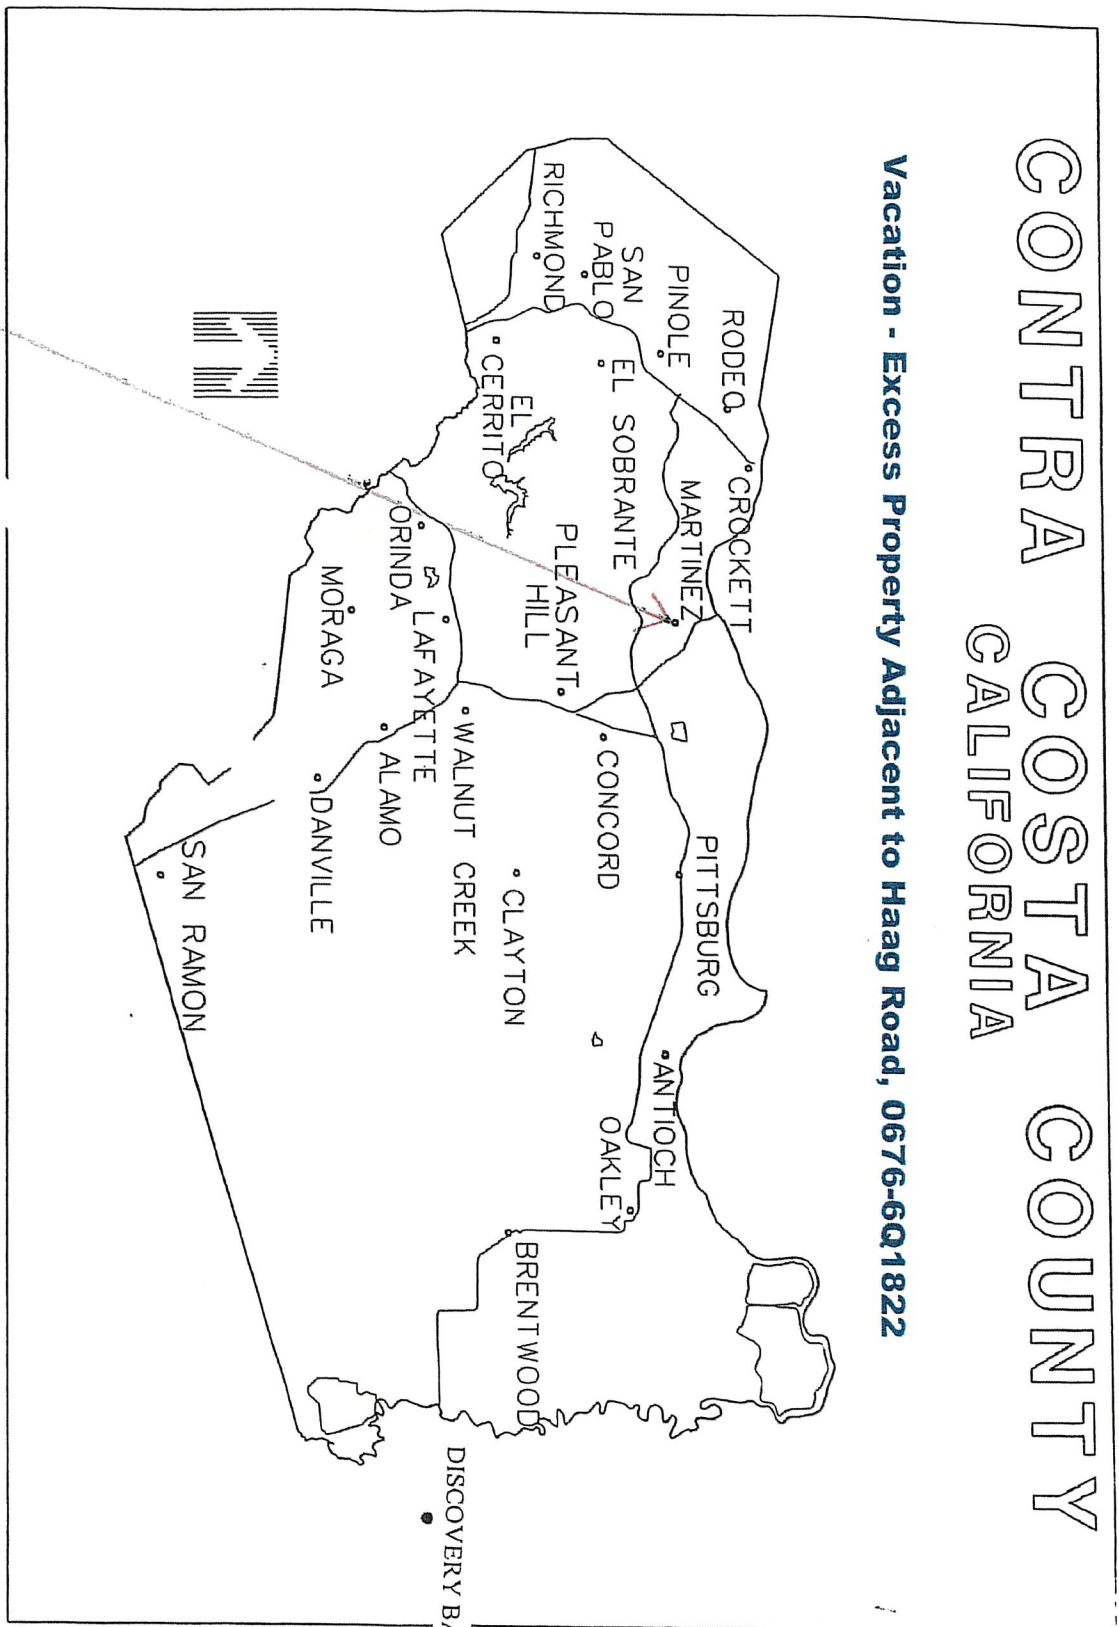 CONTRA COSTA COUNTY
CALIFORNIA
Vacation - Excess Property Adjacent to Haag Road, 0676-6Q1822
RODEO
CROCKETT
PINOLE
MARTINEZ
SAN
PABLO
EL SOBRANTE
RICHMOND
EL
CERRITO
PLEASANT
HILL
CONCORD
PITTSBURG
ANTIOCH
OAKLEY
CLAYTON
WALNUT CREEK
BRENTWOOD
ORINDA
LAFAYETTE
ALAMO
MORAGA
DANVILLE
SAN RAMON
DISCOVERY BA